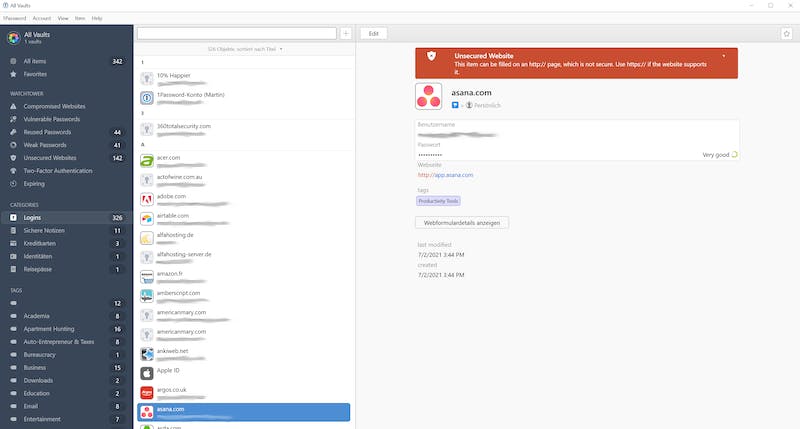 All Vaults
1Password Account View Item Help
All Vaults
1 vaults
All items 342
Favorites
WATCHTOWER
Compromised Websites
Vulnerable Passwords
Reused Passwords 44
Weak Passwords 41
Unsecured Websites 142
Two-Factor Authentication
Expiring
CATEGORIES
Logins 326
Sichere Notizen 11
Kreditkarten 3
Identitäten 1
Reisepässe 1
TAGS
12
Academia 8
Apartment Hunting 16
Auto-Entrepreneur & Taxes 8
Bureaucracy 1
Business 15
Downloads 2
Education 2
Email 8
Entertainment 7
326 Objekte, sortiert nach Titel
1
10% Happier
1Password-Konto (Martin)
3
360totalsecurity.com
A
acer.com
actofwine.com.au
adobe.com
airtable.com
alfahosting.de
alfahosting-server.de
amazon.fr
amberscript.com
americanmary.com
americanmary.com
ankiweb.net
Apple ID
argos.co.uk
asana.com
Edit
Unsecured Website
This item can be filled on an http:// page, which is not secure. Use https:// if the website supports
it.
asana.com
Persönlich
Benutzername
Passwort
•••••••••• Very good
Webseite
http://app.asana.com
tags
Productivity Tools
Webformulardetails anzeigen
last modified
7/2/2021 3:44 PM
created
7/2/2021 3:44 PM